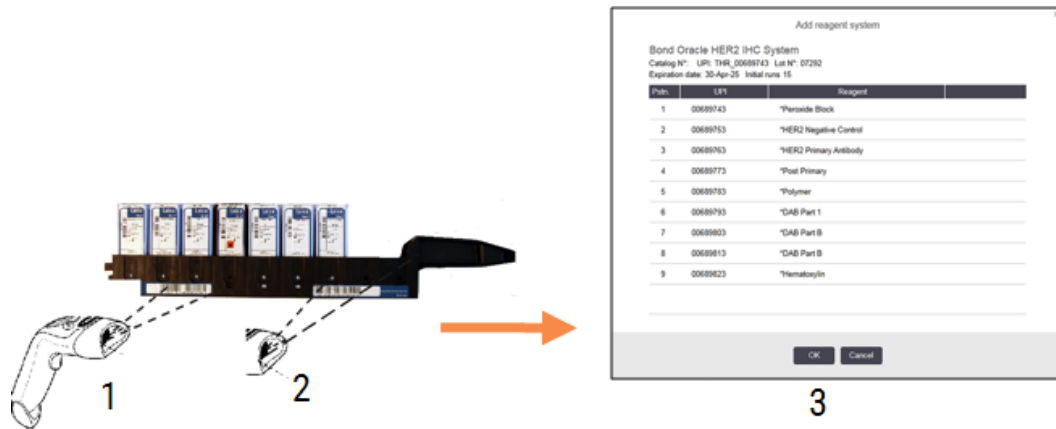 Add reagent system
Bond Oracle HER2 IHC System
Catalog N°: UPI: THR_00689743 Lot N°: 07292
Expiration date: 30-Apr-25 Initial runs 15
Pstn. UPI Reagent
1 00689743 *Peroxide Block
2 00689753 *HER2 Negative Control
3 00689763 *HER2 Primary Antibody
4 00689773 *Post Primary
5 00689783 *Polymer
6 00689793 *DAB Part 1
7 00689803 *DAB Part B
8 00689813 *DAB Part B
9 00689823 *Hematoxylin
OK Cancel
1
2
3